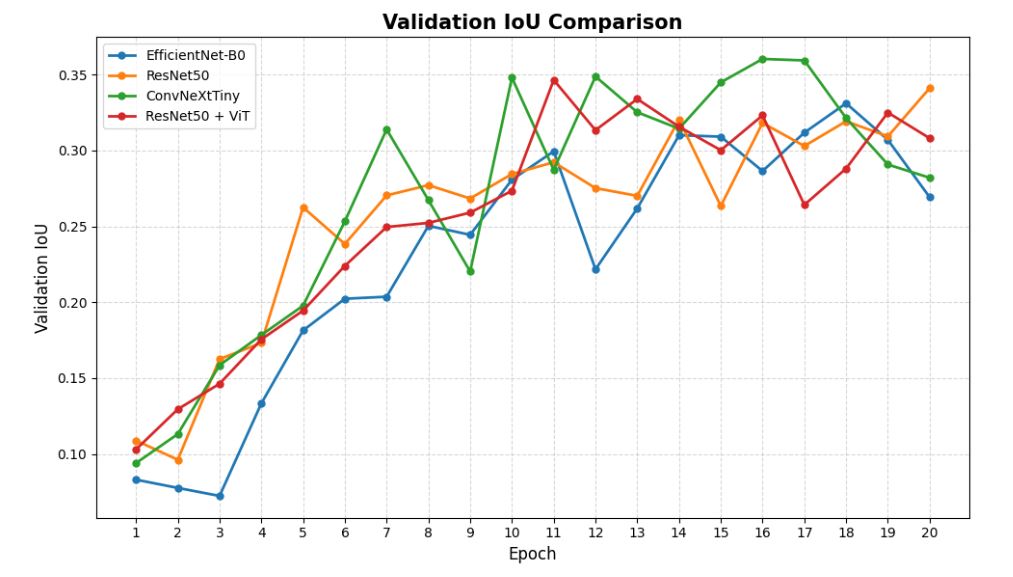 Validation IoU Comparison
EfficientNet-B0
ResNet50
ConvNeXtTiny
ResNet50 + ViT
0.35
0.30
0.25
0.20
0.15
0.10
Validation IoU
1 2 3 4 5 6 7 8 9 10 11 12 13 14 15 16 17 18 19 20
Epoch